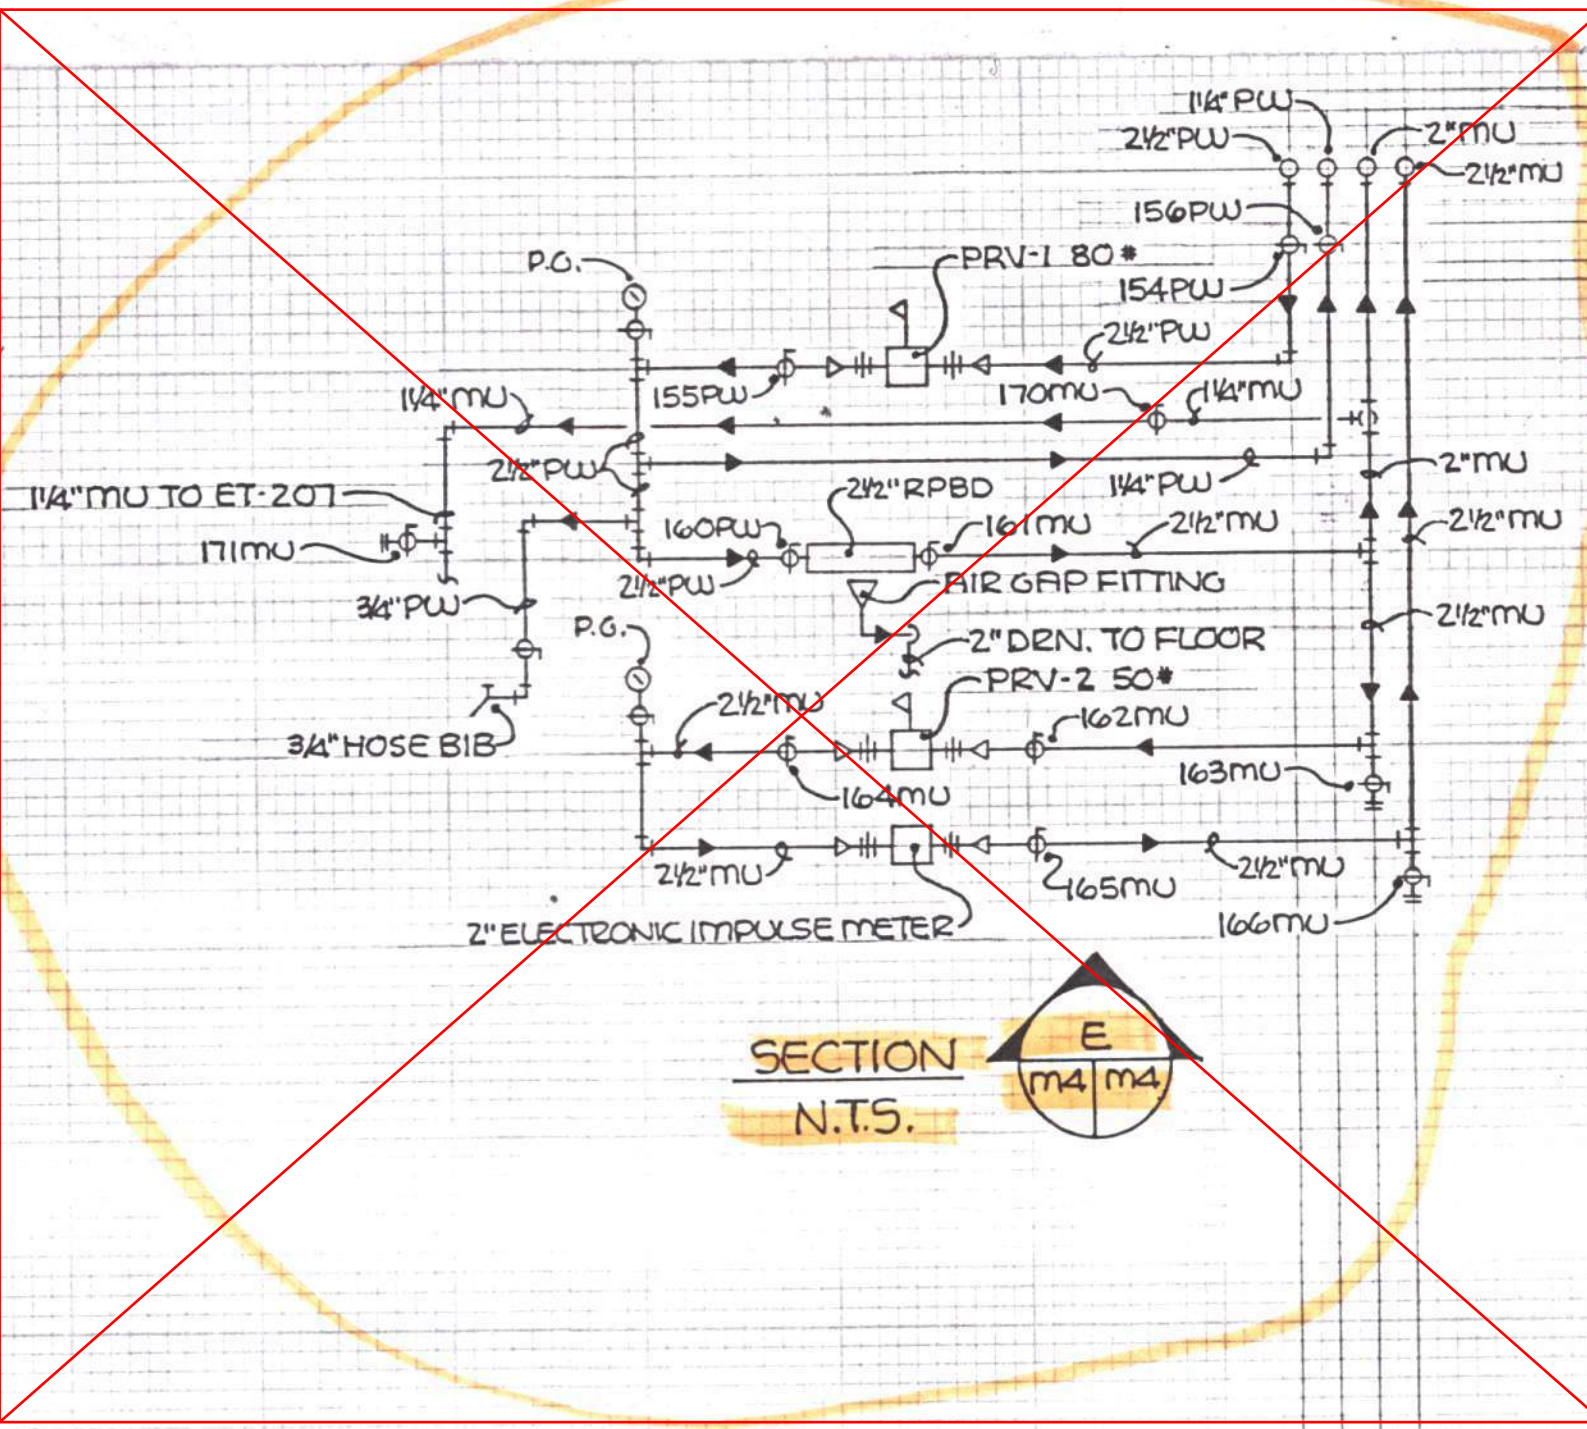 1¼"PW
2½"PW
2"MU
2½"MU
156PW
P.G.
PRV-1 80#
154PW
2½"PW
155PW
170MU
1¼"MU
1¼"MU
2½"PW
1¼"PW
2"MU
1¼"MU TO ET-207
2½"RPBD
171MU
160PW
161MU
2½"MU
2½"MU
2½"PW
AIR GAP FITTING
3/4"PW
2½"MU
P.G.
2"DRN. TO FLOOR
PRV-2 50#
2½"MU
162MU
3/4"HOSE BIB
163MU
164MU
2½"MU
165MU
2½"MU
166MU
2"ELECTRONIC IMPULSE METER
SECTION
N.T.S.
E
M4 M4